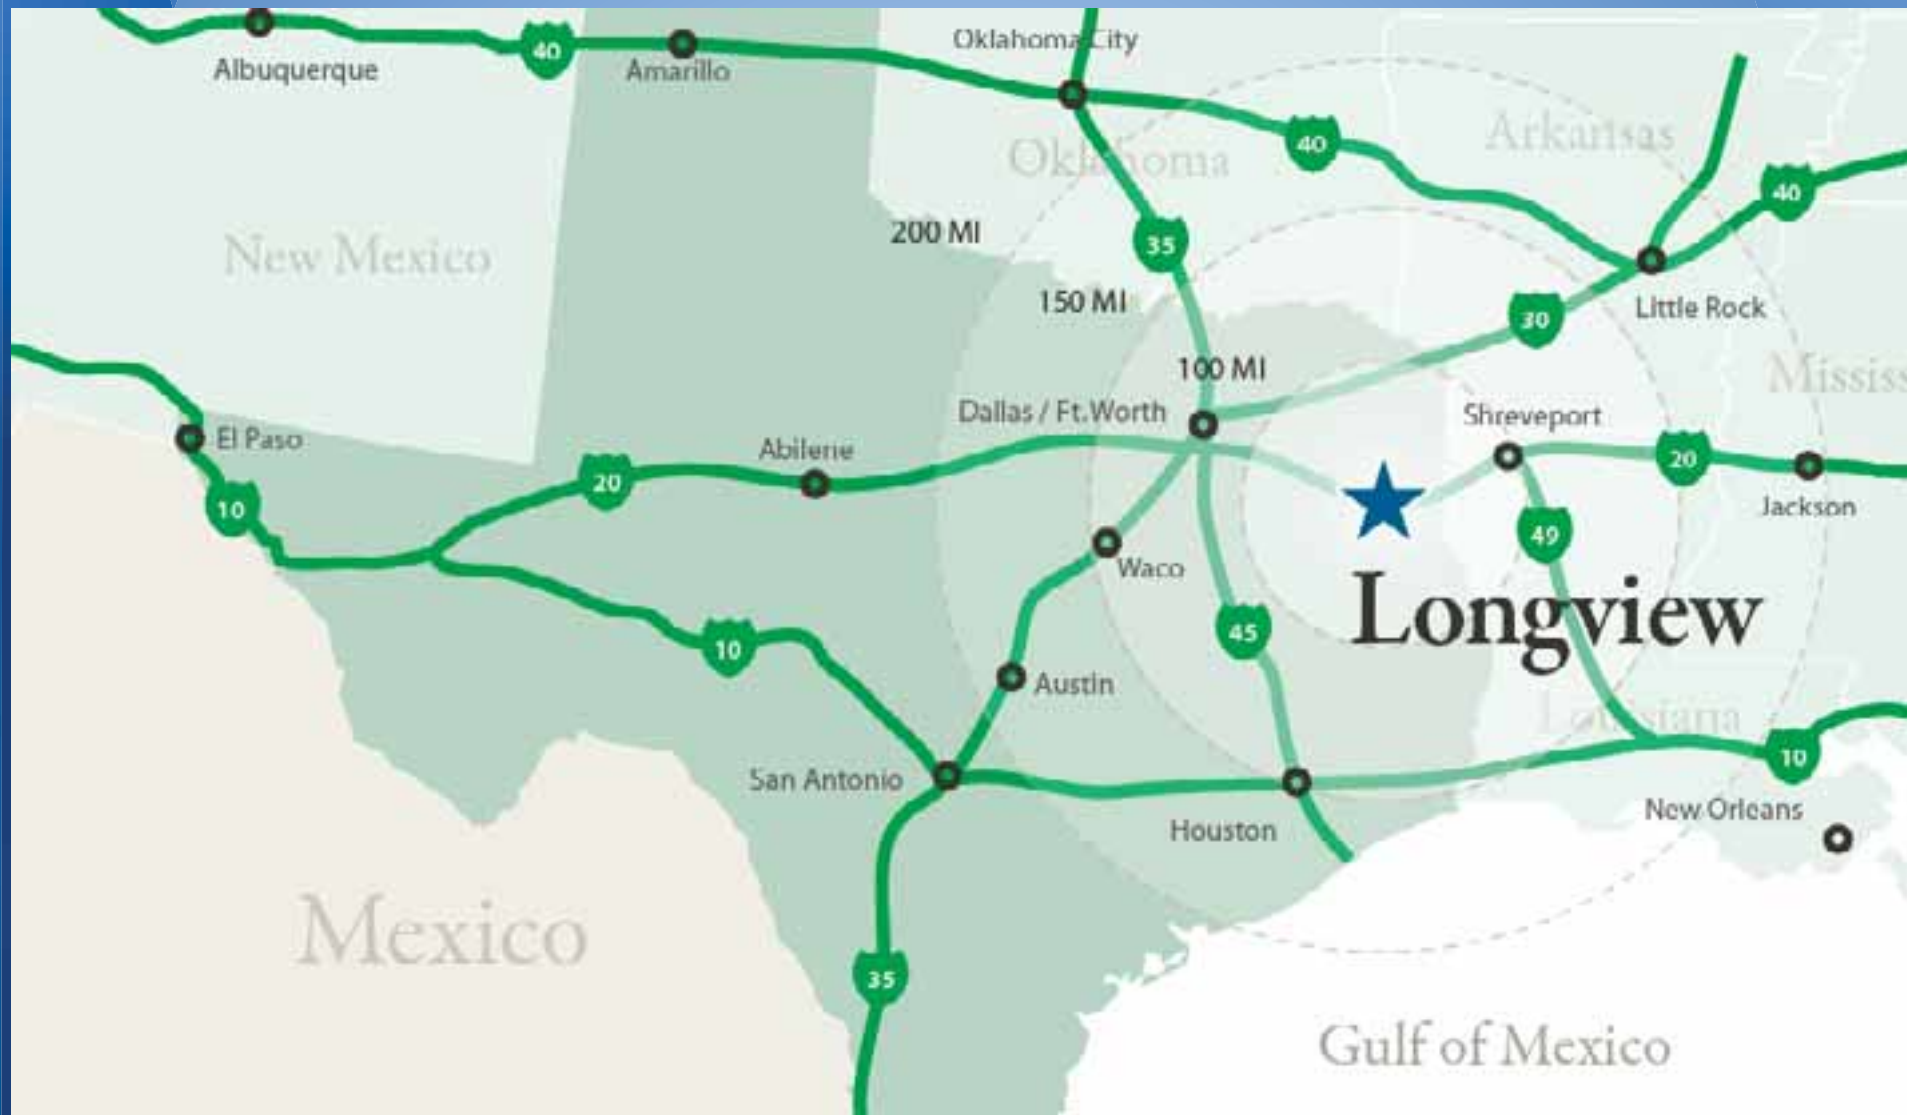 Oklahoma City
40
Albuquerque
Amarillo
Arkansas
40
Oklahoma
40
200 MI
35
New Mexico
150 MI
Little Rock
30
100 MI
Mississ
Dallas / Ft.Worth
Shreveport
El Paso
Abilene
20
20
10
Jackson
49
Waco
Longview
45
10
Austin
Louisiana
10
San Antonio
New Orleans
Houston
Mexico
35
Gulf of Mexico